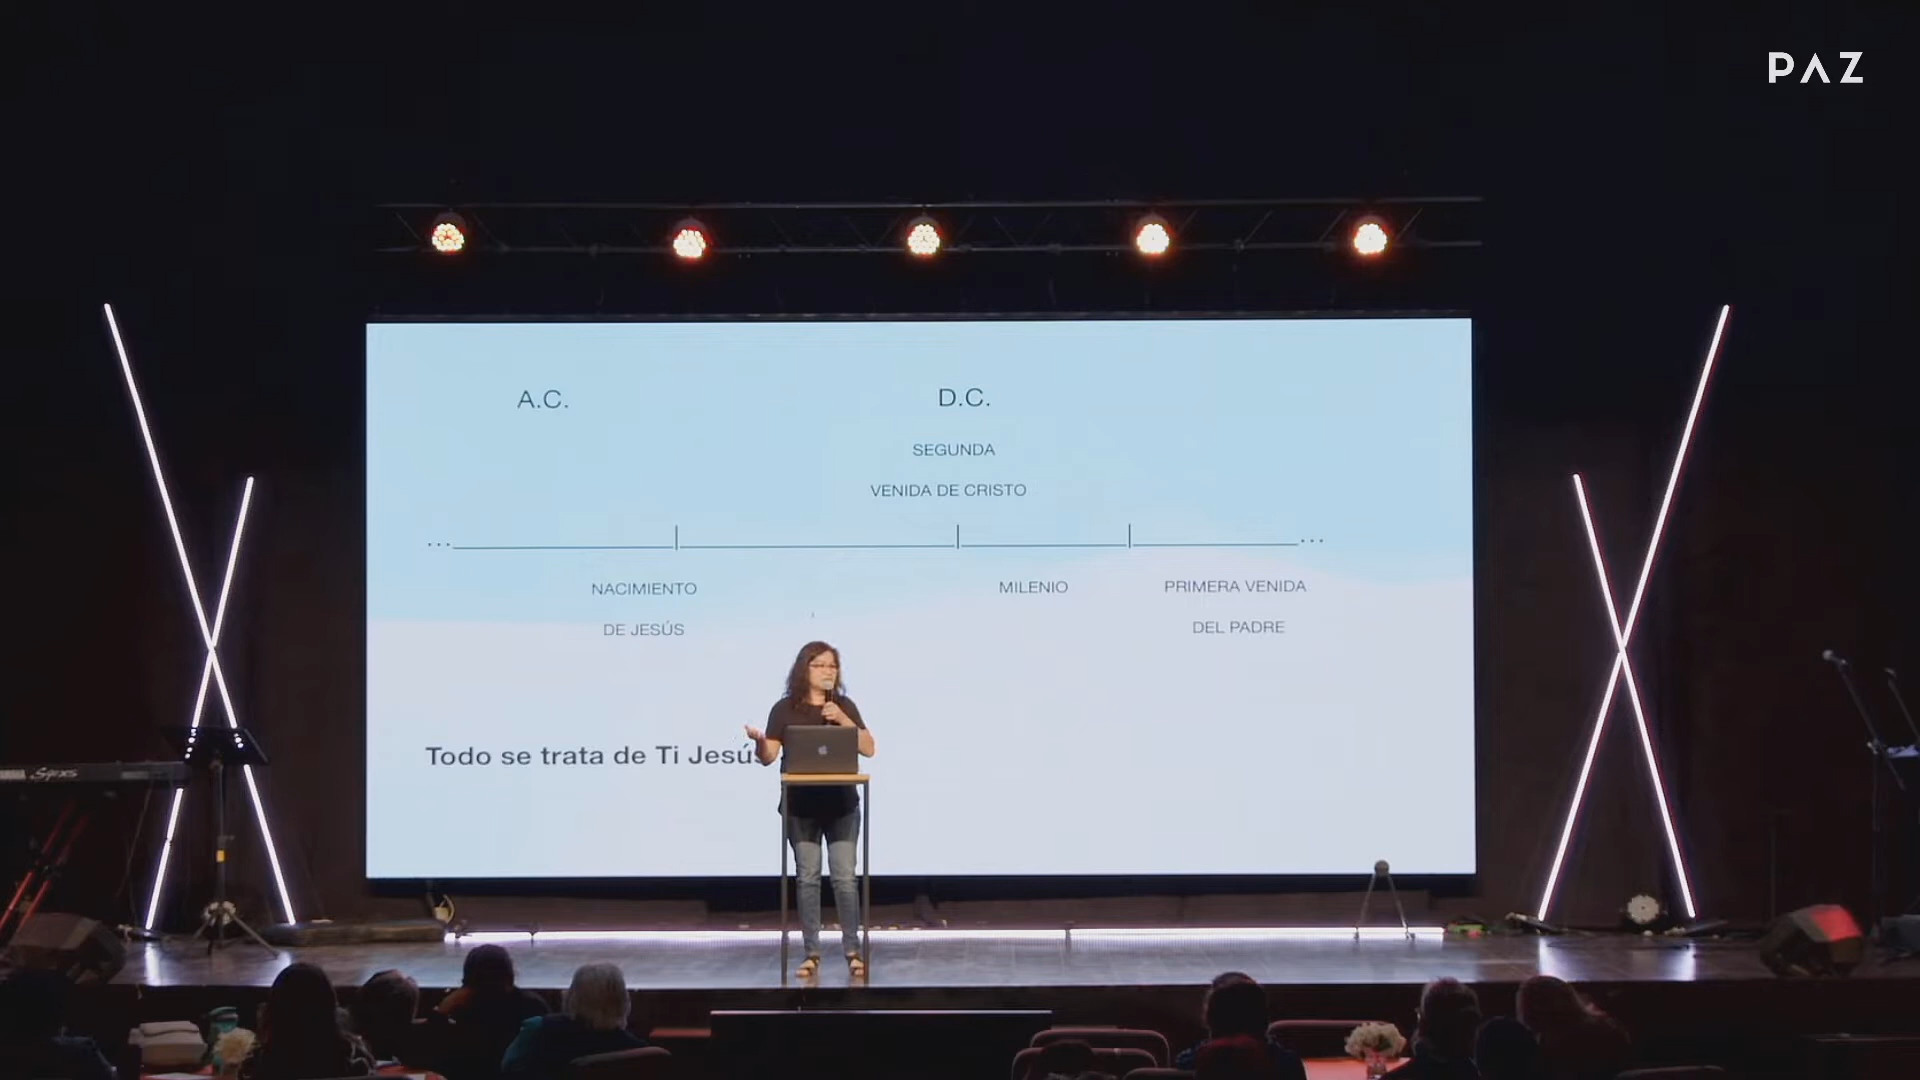 PAZ
A.C.
D.C.
SEGUNDA
VENIDA DE CRISTO
NACIMIENTO
DE JESÚS
MILENIO
PRIMERA VENIDA
DEL PADRE
Todo se trata de Ti Jesús